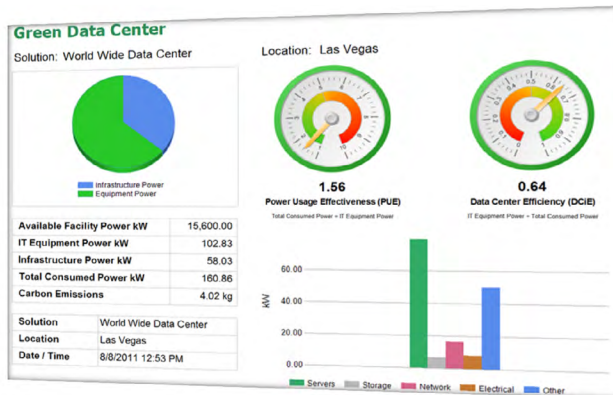 Green Data Center
Solution: World Wide Data Center
Location: Las Vegas
Infrastructure Power
Equipment Power
1.56
Power Usage Effectiveness (PUE)
Total Consumed Power ÷ IT Equipment Power
0.64
Data Center Efficiency (DCiE)
IT Equipment Power ÷ Total Consumed Power
Available Facility Power kW 15,600.00
IT Equipment Power kW 102.83
Infrastructure Power kW 58.03
Total Consumed Power kW 160.86
Carbon Emissions 4.02 kg
Solution World Wide Data Center
Location Las Vegas
Date / Time 8/8/2011 12:53 PM
kW
60.00
40.00
20.00
0.00
Servers Storage Network Electrical Other